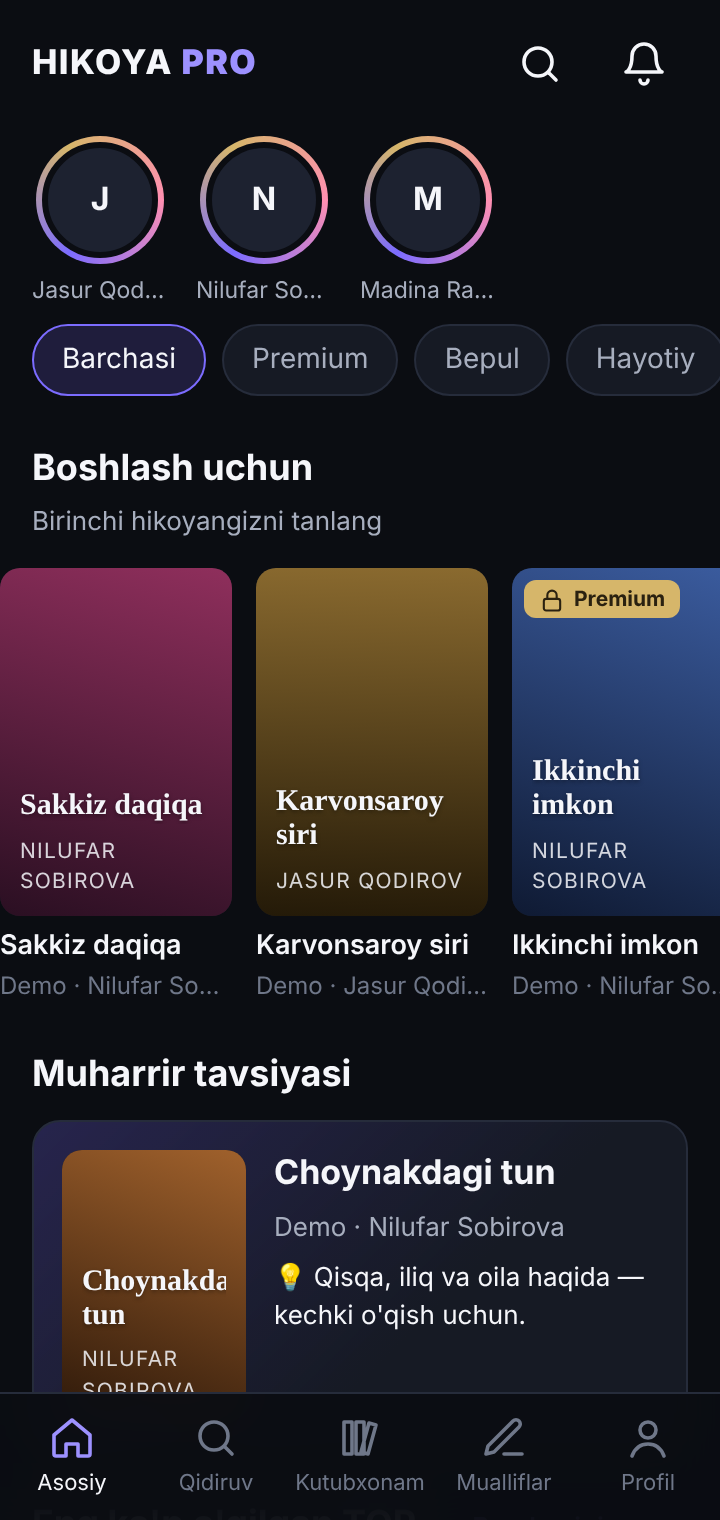 HIKOYA PRO
J
N
M
Jasur Qod...
Nilufar So...
Madina Ra...
Barchasi
Premium
Bepul
Hayotiy
Boshlash uchun
Birinchi hikoyangizni tanlang
Sakkiz daqiqa
NILUFAR
SOBIROVA
Karvonsaroy
siri
JASUR QODIROV
Premium
Ikkinchi
imkon
NILUFAR
SOBIROVA
Sakkiz daqiqa
Demo · Nilufar So...
Karvonsaroy siri
Demo · Jasur Qodi...
Ikkinchi imkon
Demo · Nilufar So..
Muharrir tavsiyasi
Choynakda
tun
NILUFAR
SOBIROVA
Choynakdagi tun
Demo · Nilufar Sobirova
💡 Qisqa, iliq va oila haqida —
kechki o'qish uchun.
Asosiy
Qidiruv
Kutubxonam
Mualliflar
Profil